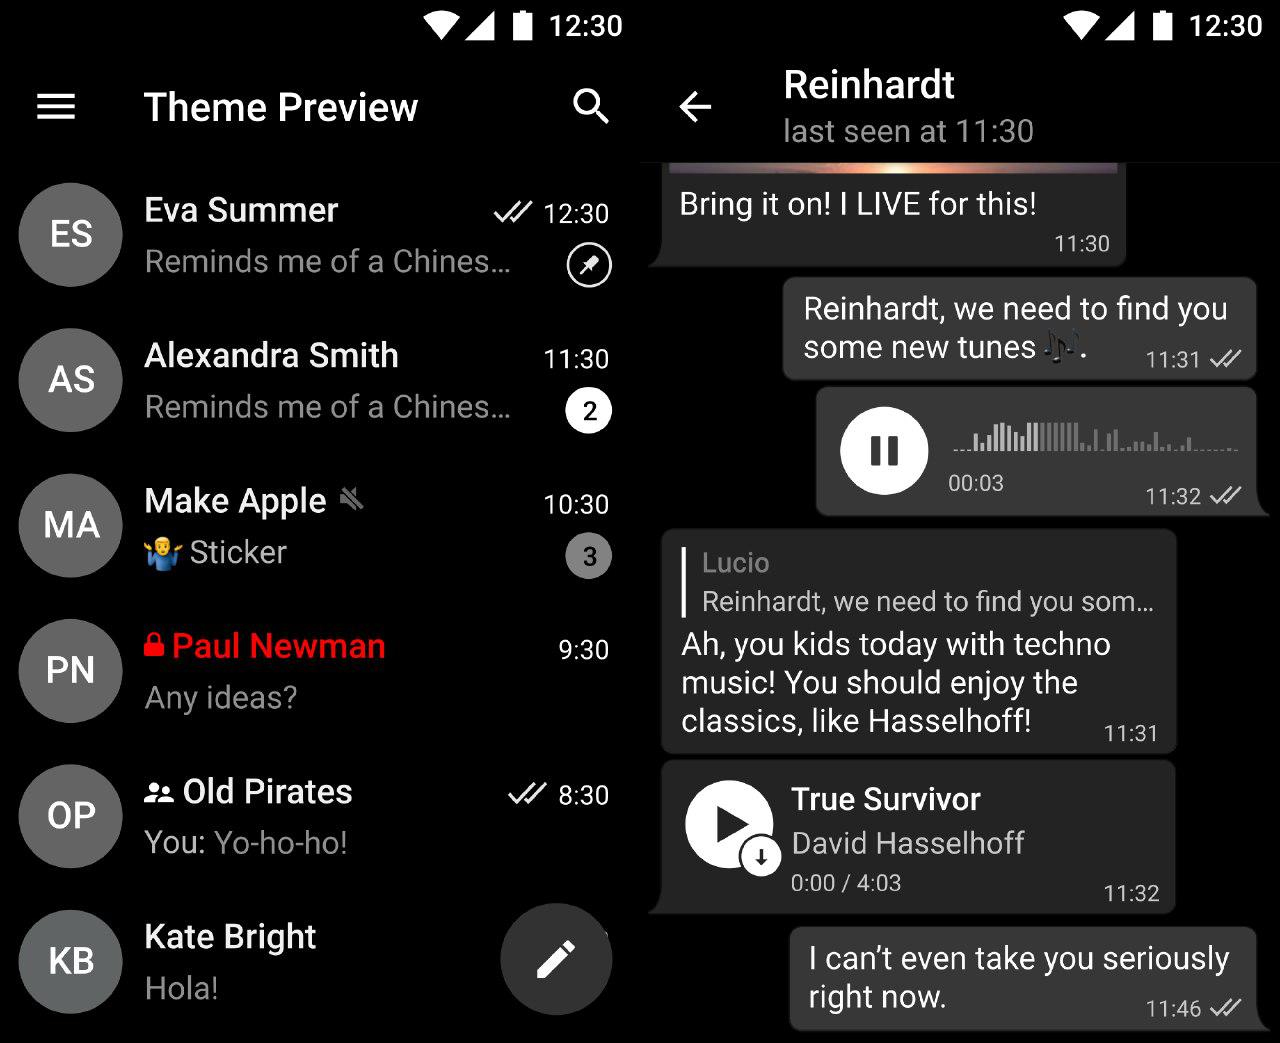 12:30
Theme Preview
ES
Eva Summer
12:30
Reminds me of a Chines...
AS
Alexandra Smith
11:30
Reminds me of a Chines...
2
MA
Make Apple
10:30
🤷‍♂️ Sticker
3
PN
Paul Newman
9:30
Any ideas?
OP
Old Pirates
8:30
You: Yo-ho-ho!
KB
Kate Bright
Hola!
12:30
Reinhardt
last seen at 11:30
Bring it on! I LIVE for this!
11:30
Reinhardt, we need to find you
some new tunes 🎶.
11:31
00:03
11:32
Lucio
Reinhardt, we need to find you som...
Ah, you kids today with techno
music! You should enjoy the
classics, like Hasselhoff!
11:31
True Survivor
David Hasselhoff
0:00 / 4:03
11:32
I can’t even take you seriously
right now.
11:46